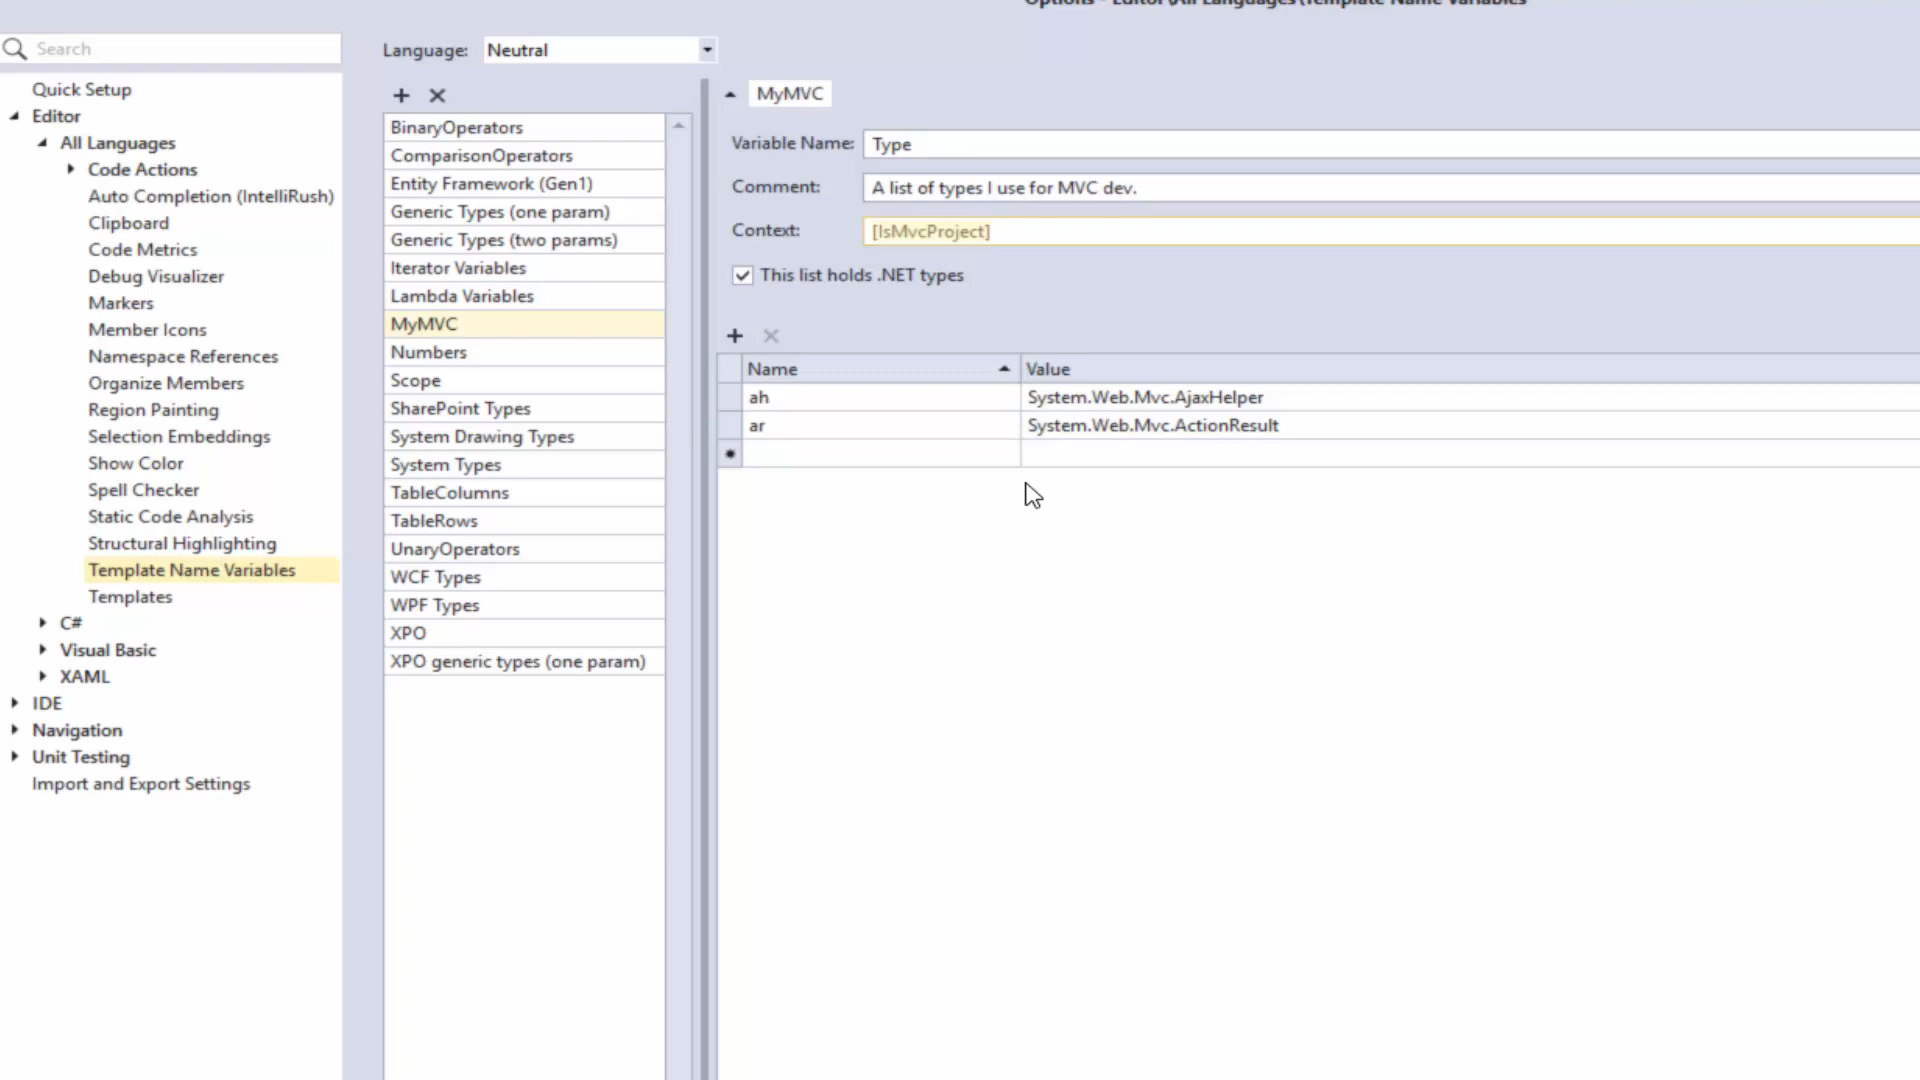 Options - Editor\All Languages\Template Name Variables
Search
Language: Neutral
Quick Setup
Editor
All Languages
Code Actions
Auto Completion (IntelliRush)
Clipboard
Code Metrics
Debug Visualizer
Markers
Member Icons
Namespace References
Organize Members
Region Painting
Selection Embeddings
Show Color
Spell Checker
Static Code Analysis
Structural Highlighting
Template Name Variables
Templates
C#
Visual Basic
XAML
IDE
Navigation
Unit Testing
Import and Export Settings
BinaryOperators
ComparisonOperators
Entity Framework (Gen1)
Generic Types (one param)
Generic Types (two params)
Iterator Variables
Lambda Variables
MyMVC
Numbers
Scope
SharePoint Types
System Drawing Types
System Types
TableColumns
TableRows
UnaryOperators
WCF Types
WPF Types
XPO
XPO generic types (one param)
MyMVC
Variable Name: Type
Comment: A list of types I use for MVC dev.
Context: [IsMvcProject]
This list holds .NET types
Name Value
ah System.Web.Mvc.AjaxHelper
ar System.Web.Mvc.ActionResult